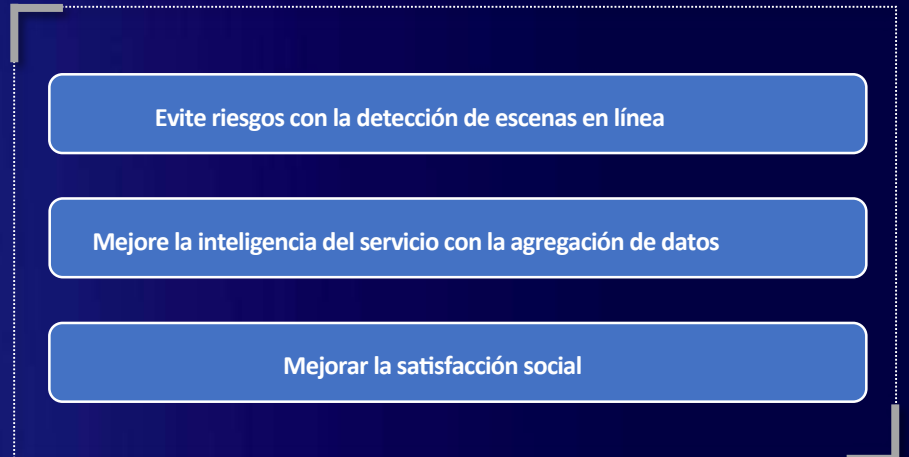 Evite riesgos con la detección de escenas en línea
Mejore la inteligencia del servicio con la agregación de datos
Mejorar la satisfacción social